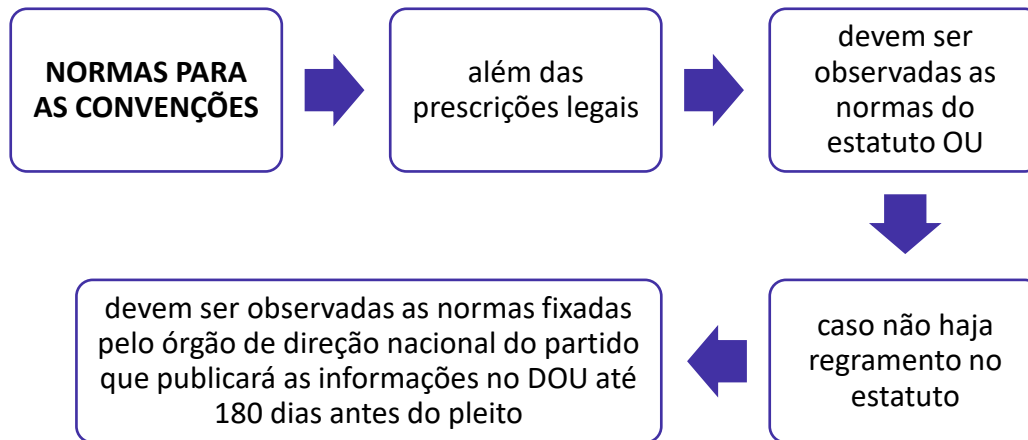 NORMAS PARA
AS CONVENÇÕES
além das
prescrições legais
devem ser
observadas as
normas do
estatuto OU
caso não haja
regramento no
estatuto
devem ser observadas as normas fixadas
pelo órgão de direção nacional do partido
que publicará as informações no DOU até
180 dias antes do pleito